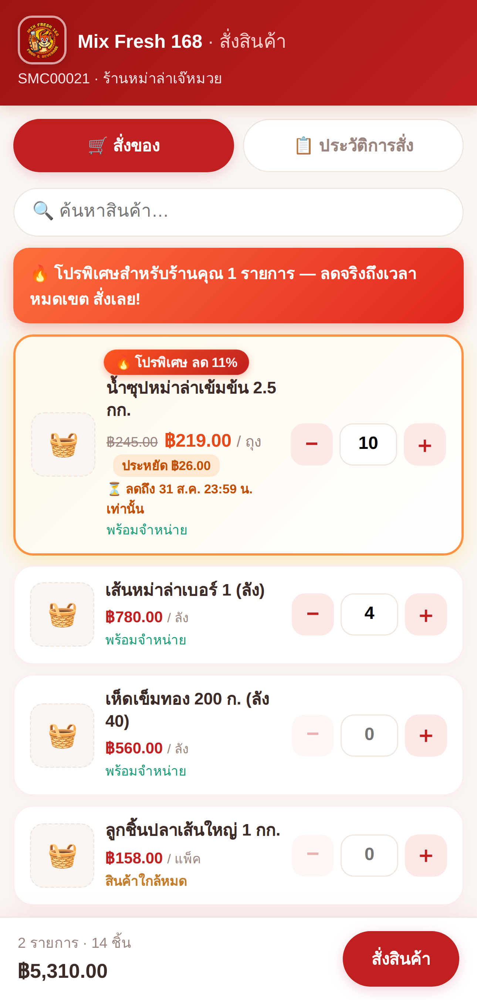 MIX FRESH 168
FOOD & BEVERAGE
Mix Fresh 168 · สั่งสินค้า
SMC00021 · ร้านหม่าล่าเจ๊หมวย
🛒 สั่งของ
📋 ประวัติการสั่ง
🔍 ค้นหาสินค้า…
🔥 โปรพิเศษสำหรับร้านคุณ 1 รายการ — ลดจริงถึงเวลา
หมดเขต สั่งเลย!
🔥 โปรพิเศษ ลด 11%
น้ำซุปหม่าล่าเข้มข้น 2.5
กก.
฿245.00 ฿219.00 / ถุง
ประหยัด ฿26.00
⏳ ลดถึง 31 ส.ค. 23:59 น.
เท่านั้น
พร้อมจำหน่าย
− 10 +
เส้นหม่าล่าเบอร์ 1 (ลัง)
฿780.00 / ลัง
พร้อมจำหน่าย
− 4 +
เห็ดเข็มทอง 200 ก. (ลัง
40)
฿560.00 / ลัง
พร้อมจำหน่าย
− 0 +
ลูกชิ้นปลาเส้นใหญ่ 1 กก.
฿158.00 / แพ็ค
สินค้าใกล้หมด
− 0 +
2 รายการ · 14 ชิ้น
฿5,310.00
สั่งสินค้า